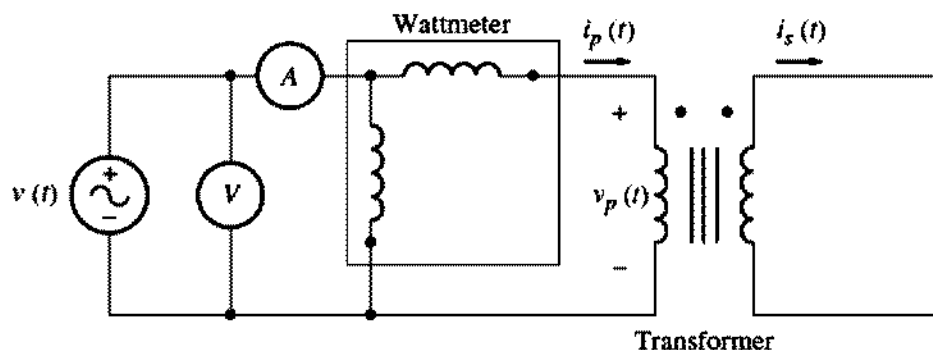 Wattmeter
i_p (t)
i_s (t)
A
+
v (t)
+
−
V
v_p (t)
−
Transformer